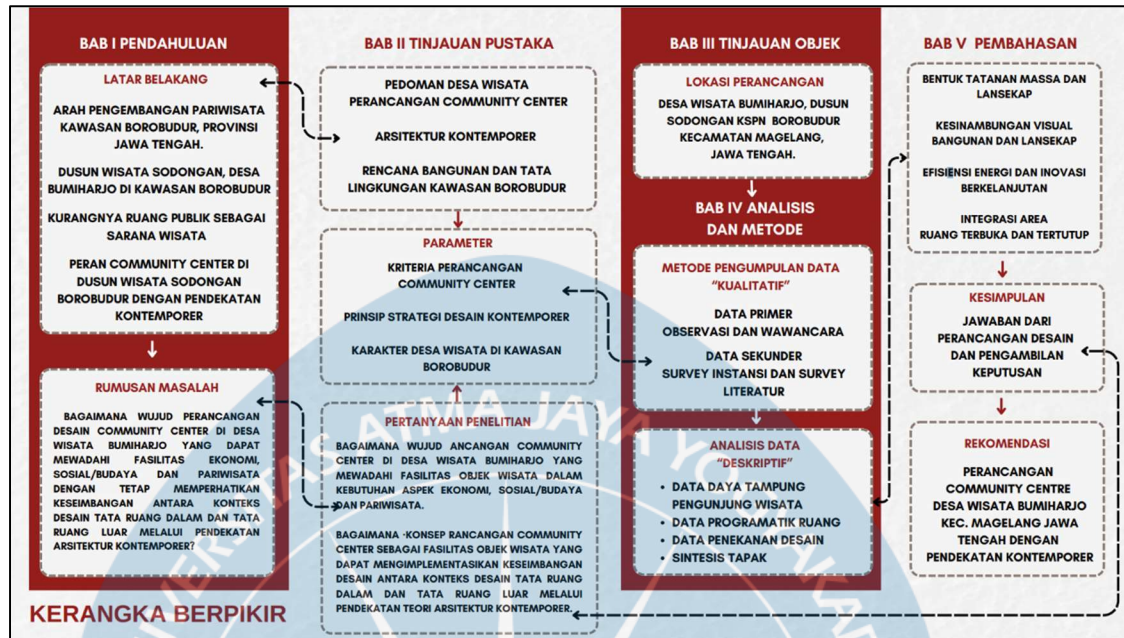 BAB I PENDAHULUAN
LATAR BELAKANG
ARAH PENGEMBANGAN PARIWISATA
KAWASAN BOROBUDUR, PROVINSI
JAWA TENGAH.
DUSUN WISATA SODONGAN, DESA
BUMIHARJO DI KAWASAN BOROBUDUR
KURANGNYA RUANG PUBLIK SEBAGAI
SARANA WISATA
PERAN COMMUNITY CENTER DI
DUSUN WISATA SODONGAN
BOROBUDUR DENGAN PENDEKATAN
KONTEMPORER
RUMUSAN MASALAH
BAGAIMANA WUJUD PERANCANGAN
DESAIN COMMUNITY CENTER DI DESA
WISATA BUMIHARJO YANG DAPAT
MEWADAHI FASILITAS EKONOMI,
SOSIAL/BUDAYA DAN PARIWISATA
DENGAN TETAP MEMPERHATIKAN
KESEIMBANGAN ANTARA KONTEKS
DESAIN TATA RUANG DALAM DAN TATA
RUANG LUAR MELALUI PENDEKATAN
ARSITEKTUR KONTEMPORER?
KERANGKA BERPIKIR
BAB II TINJAUAN PUSTAKA
PEDOMAN DESA WISATA
PERANCANGAN COMMUNITY CENTER
ARSITEKTUR KONTEMPORER
RENCANA BANGUNAN DAN TATA
LINGKUNGAN KAWASAN BOROBUDUR
PARAMETER
KRITERIA PERANCANGAN
COMMUNITY CENTER
PRINSIP STRATEGI DESAIN KONTEMPORER
KARAKTER DESA WISATA DI KAWASAN
BOROBUDUR
PERTANYAAN PENELITIAN
BAGAIMANA WUJUD ANCANGAN COMMUNITY
CENTER DI DESA WISATA BUMIHARJO YANG
MEWADAHI FASILITAS OBJEK WISATA DALAM
KEBUTUHAN ASPEK EKONOMI, SOSIAL/BUDAYA
DAN PARIWISATA.
BAGAIMANA ·KONSEP RANCANGAN COMMUNITY
CENTER SEBAGAI FASILITAS OBJEK WISATA YANG
DAPAT MENGIMPLEMENTASIKAN KESEIMBANGAN
DESAIN ANTARA KONTEKS DESAIN TATA RUANG
DALAM DAN TATA RUANG LUAR MELALUI
PENDEKATAN TEORI ARSITEKTUR KONTEMPORER.
BAB III TINJAUAN OBJEK
LOKASI PERANCANGAN
DESA WISATA BUMIHARJO, DUSUN
SODONGAN KSPN BOROBUDUR
KECAMATAN MAGELANG,
JAWA TENGAH.
BAB IV ANALISIS
DAN METODE
METODE PENGUMPULAN DATA
"KUALITATIF"
DATA PRIMER
OBSERVASI DAN WAWANCARA
DATA SEKUNDER
SURVEY INSTANSI DAN SURVEY
LITERATUR
ANALISIS DATA
"DESKRIPTIF"
• DATA DAYA TAMPUNG
PENGUNJUNG WISATA
• DATA PROGRAMATIK RUANG
• DATA PENEKANAN DESAIN
• SINTESIS TAPAK
BAB V PEMBAHASAN
BENTUK TATANAN MASSA DAN
LANSEKAP
KESINAMBUNGAN VISUAL
BANGUNAN DAN LANSEKAP
EFISIENSI ENERGI DAN INOVASI
BERKELANJUTAN
INTEGRASI AREA
RUANG TERBUKA DAN TERTUTUP
KESIMPULAN
JAWABAN DARI
PERANCANGAN DESAIN
DAN PENGAMBILAN
KEPUTUSAN
REKOMENDASI
PERANCANGAN
COMMUNITY CENTRE
DESA WISATA BUMIHARJO
KEC. MAGELANG JAWA
TENGAH DENGAN
PENDEKATAN KONTEMPORER